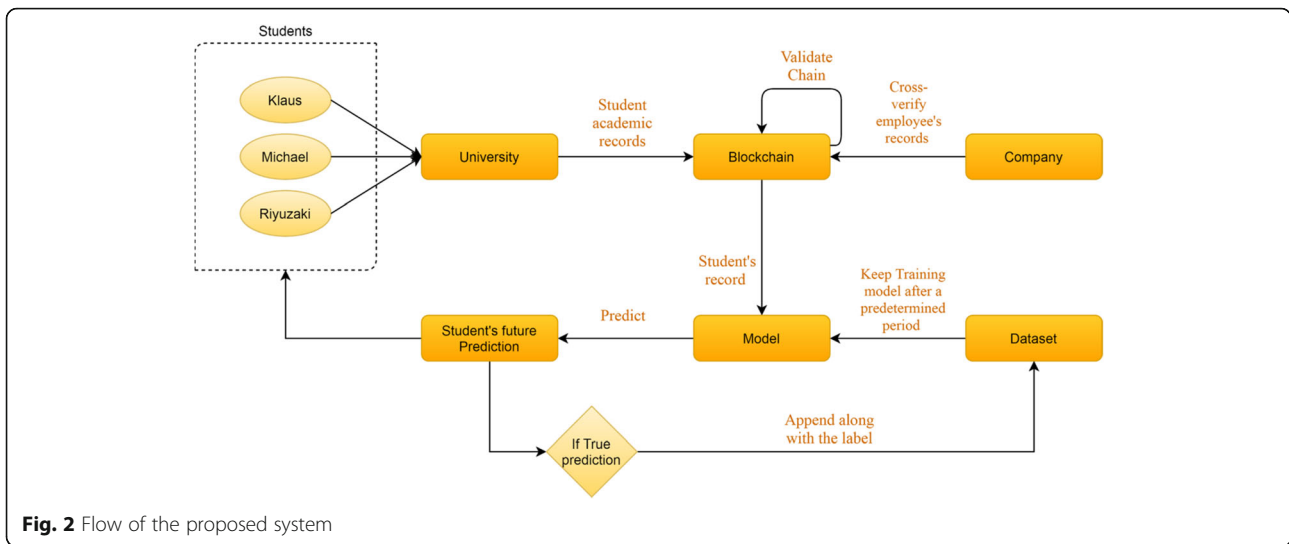 Students
Klaus
Michael
Riyuzaki
University
Student
academic
records
Validate
Chain
Blockchain
Cross-
verify
employee's
records
Company
Student's
record
Keep Training
model after a
predetermined
period
Student's future
Prediction
Predict
Model
Dataset
If True
prediction
Append along
with the label
Fig. 2 Flow of the proposed system